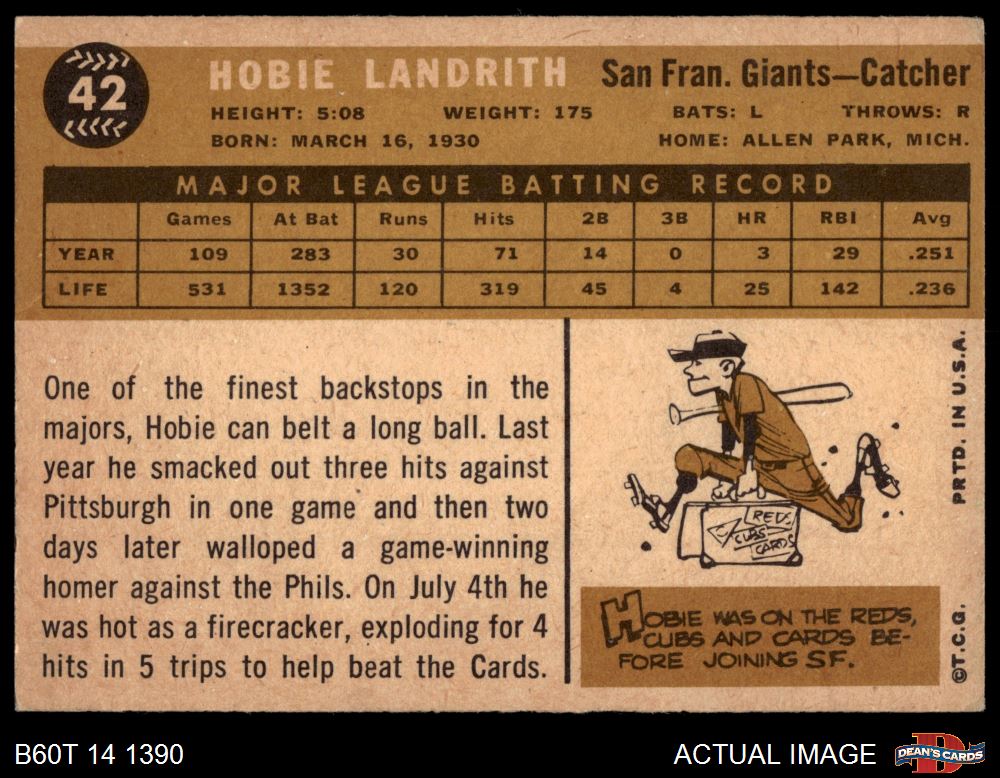 42
HOBIE LANDRITH San Fran. Giants—Catcher
HEIGHT: 5:08 WEIGHT: 175 BATS: L THROWS: R
BORN: MARCH 16, 1930 HOME: ALLEN PARK, MICH.
MAJOR LEAGUE BATTING RECORD
Games At Bat Runs Hits 2B 3B HR RBI Avg
YEAR 109 283 30 71 14 0 3 29 .251
LIFE 531 1352 120 319 45 4 25 142 .236
One of the finest backstops in the
majors, Hobie can belt a long ball. Last
year he smacked out three hits against
Pittsburgh in one game and then two
days later walloped a game-winning
homer against the Phils. On July 4th he
was hot as a firecracker, exploding for 4
hits in 5 trips to help beat the Cards.
REDS
CUBS
CARDS
HOBIE WAS ON THE REDS,
CUBS AND CARDS BE-
FORE JOINING SF.
©T.C.G. PRTD. IN U.S.A.
B60T 14 1390 ACTUAL IMAGE
DEAN'S CARDS